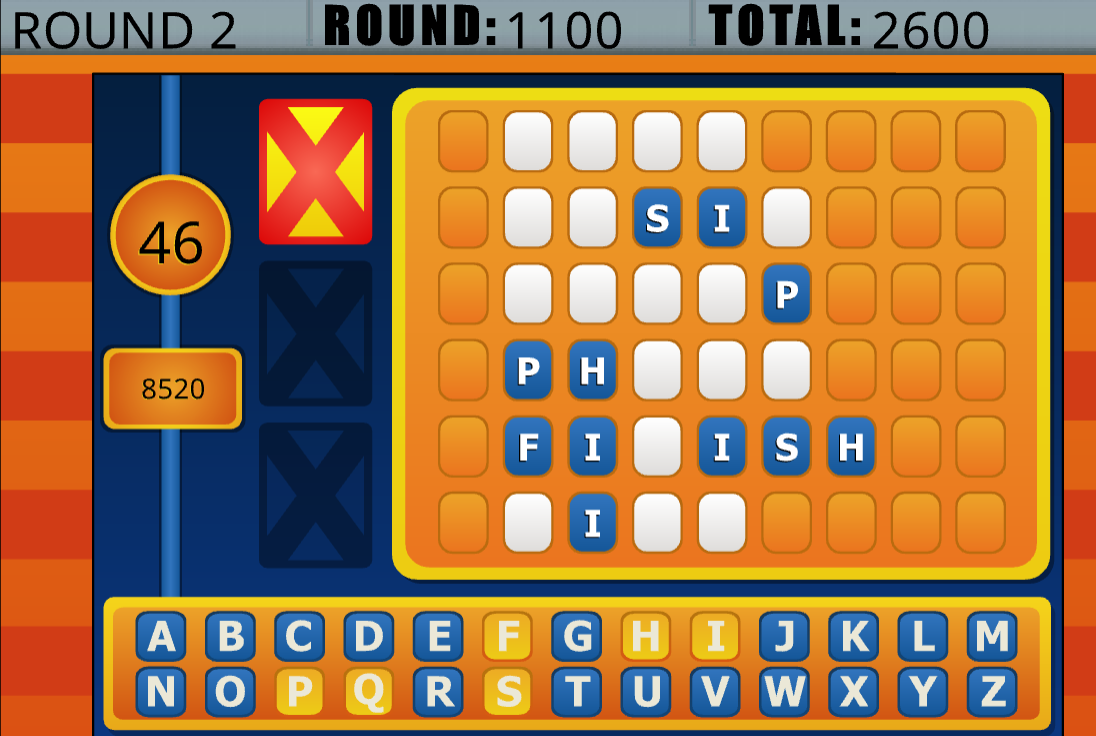 ROUND 2 ROUND: 1100 TOTAL: 2600
46
8520
S I
P
P H
F I I S H
I
A B C D E F G H I J K L M
N O P Q R S T U V W X Y Z